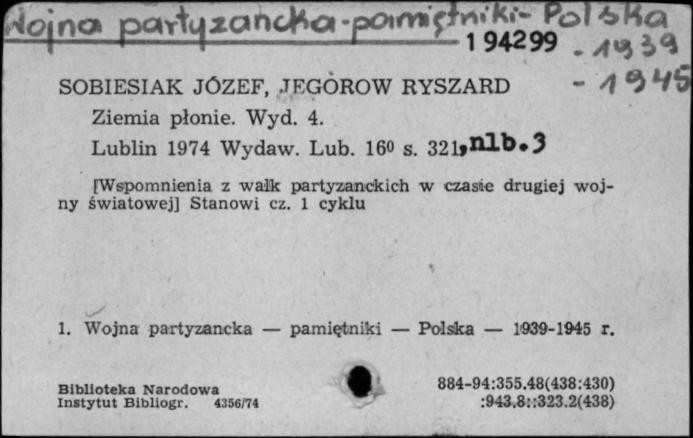 Wojna partyzancka - pamiętniki - Polska
194299 - 1939
- 1945
SOBIESIAK JÓZEF, JEGOROW RYSZARD
Ziemia płonie. Wyd. 4.
Lublin 1974 Wydaw. Lub. 16⁰ s. 321, nlb. 3
[Wspomnienia z walk partyzanckich w czasie drugiej woj-
ny światowej] Stanowi cz. 1 cyklu
1. Wojna partyzancka — pamiętniki — Polska — 1939-1945 r.
Biblioteka Narodowa
Instytut Bibliogr. 4356/74
884-94:355.48(438:430)
:943.8::323.2(438)